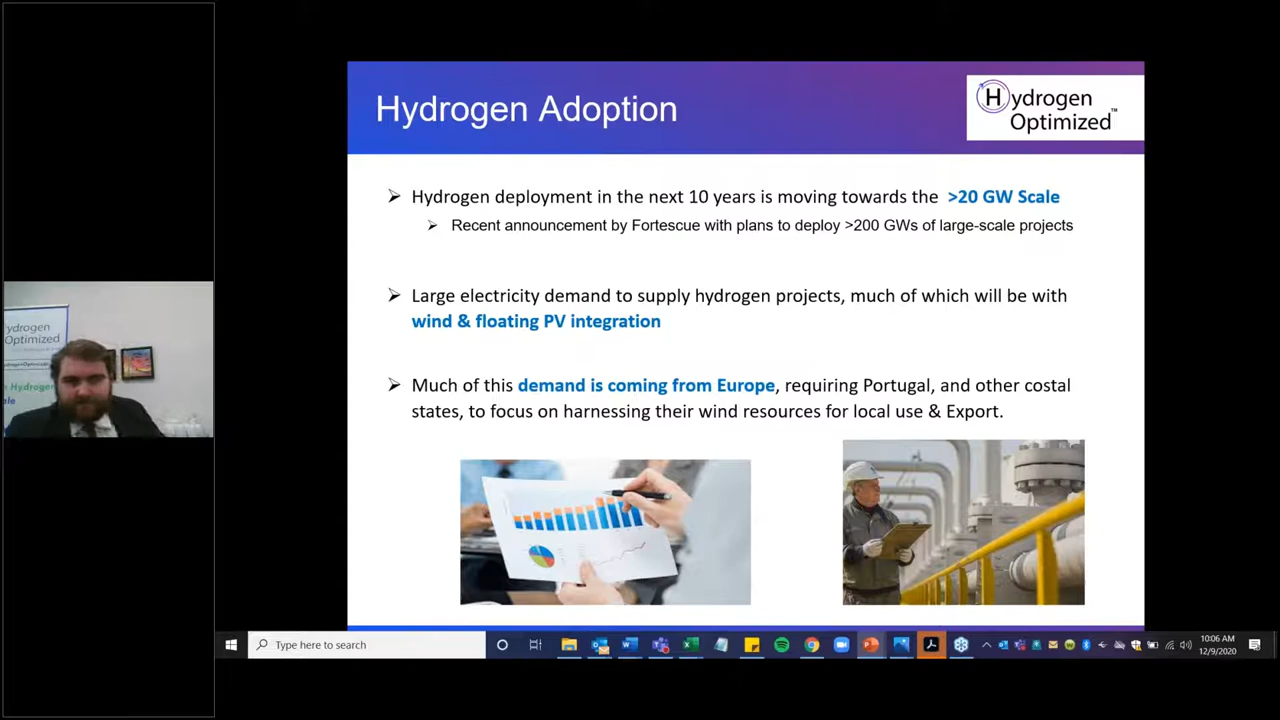 Hydrogen Adoption
Hydrogen
Optimized™
Hydrogen deployment in the next 10 years is moving towards the >20 GW Scale
Recent announcement by Fortescue with plans to deploy >200 GWs of large-scale projects
Large electricity demand to supply hydrogen projects, much of which will be with
wind & floating PV integration
Much of this demand is coming from Europe, requiring Portugal, and other costal
states, to focus on harnessing their wind resources for local use & Export.
ydrogen
Optimized
Hydrogen
Type here to search
10:06 AM
12/9/2020